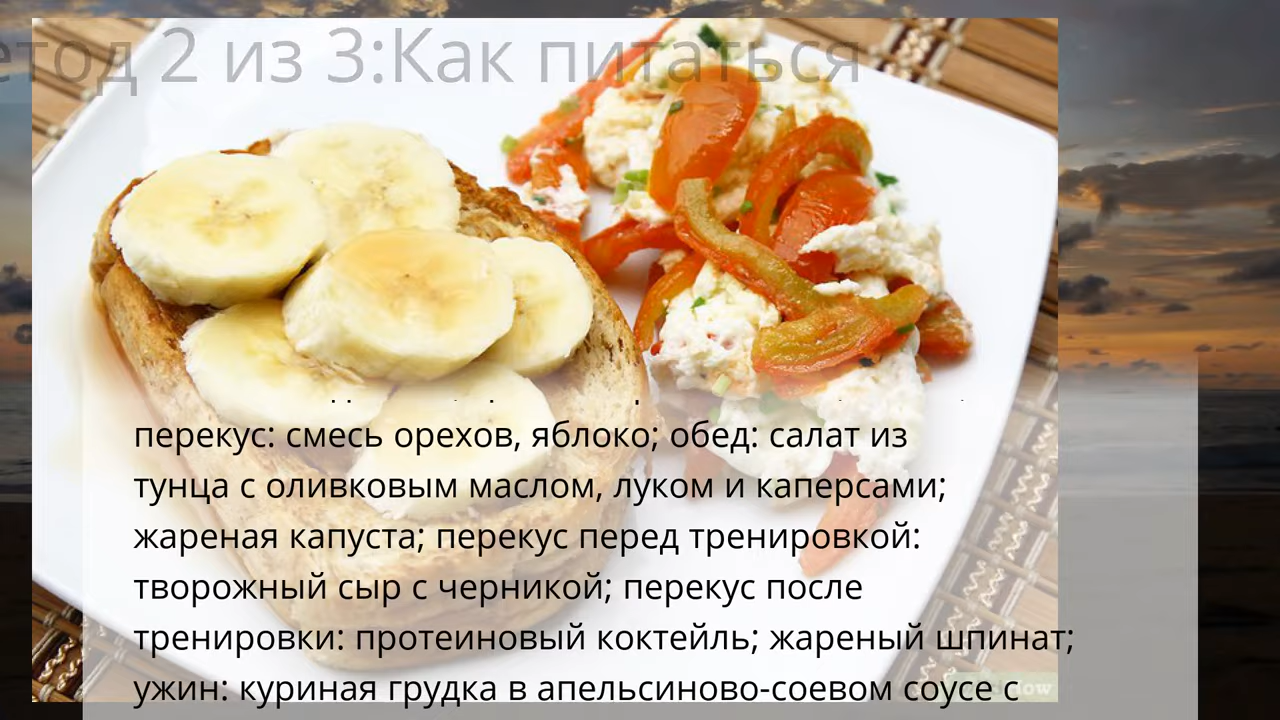 етод 2 из 3:Как питаться
перекус: смесь орехов, яблоко; обед: салат из
тунца с оливковым маслом, луком и каперсами;
жареная капуста; перекус перед тренировкой:
творожный сыр с черникой; перекус после
тренировки: протеиновый коктейль; жареный шпинат;
ужин: куриная грудка в апельсиново-соевом соусе с